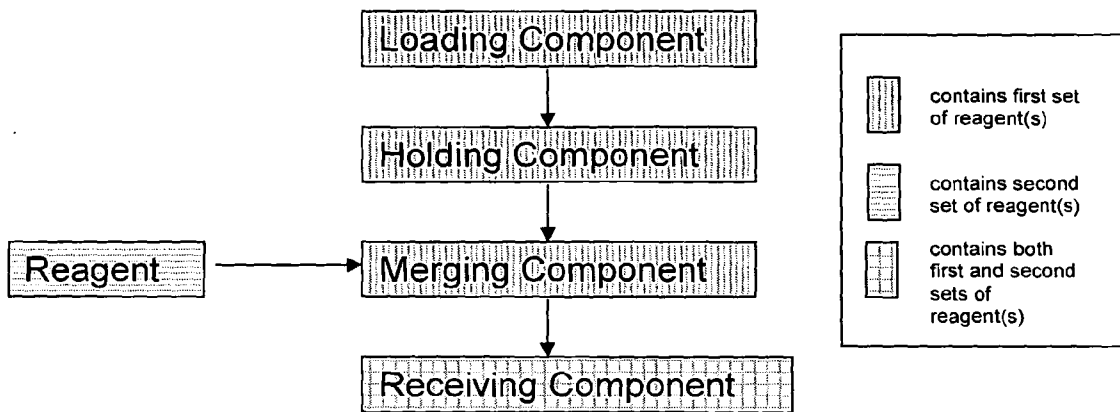 Loading Component
Holding Component
Reagent
Merging Component
Receiving Component
contains first set
of reagent(s)
contains second
set of reagent(s)
contains both
first and second
sets of
reagent(s)